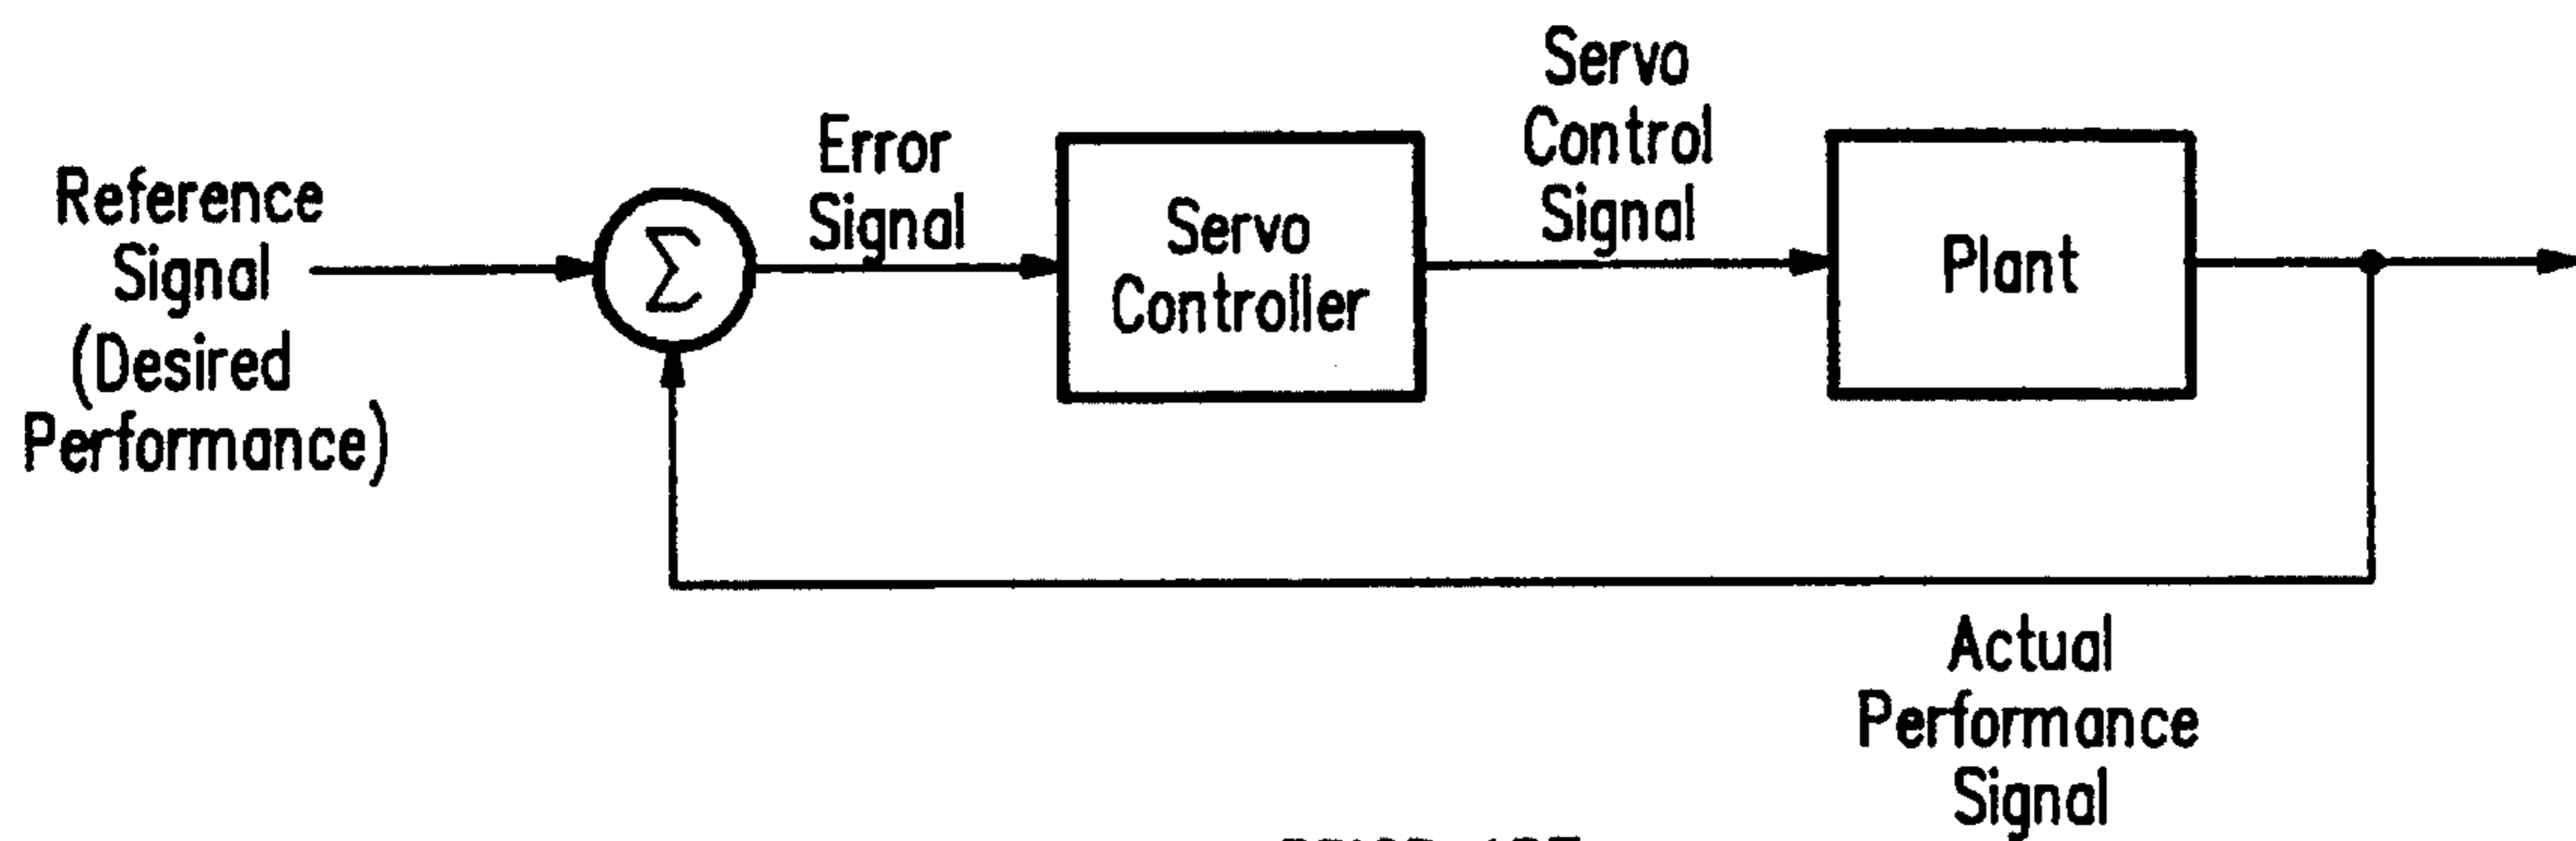 Reference
Signal
(Desired
Performance)
Σ
Error
Signal
Servo
Controller
Servo
Control
Signal
Plant
Actual
Performance
Signal